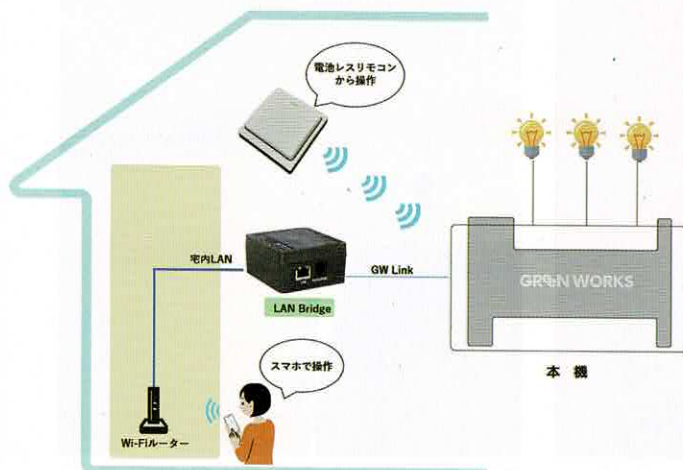 電池レスリモコン
から操作
宅内LAN
GW Link
GREEN WORKS
LAN Bridge
本 機
スマホで操作
Wi-Fiルーター